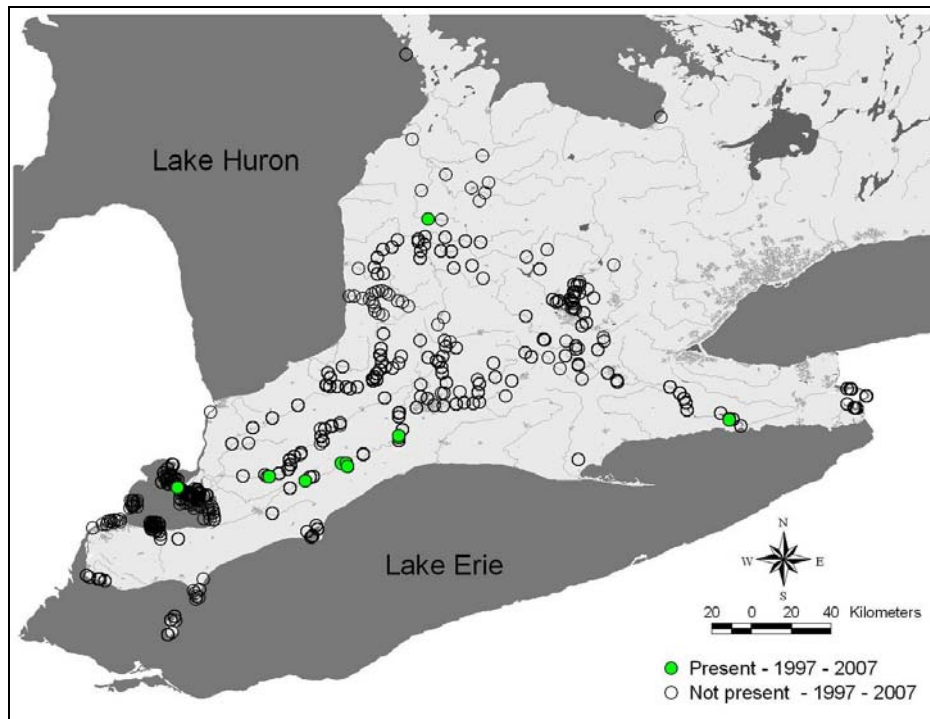 Lake Huron
Lake Erie
N
W E
S
20 0 20 40 Kilometers
Present - 1997 - 2007
Not present - 1997 - 2007